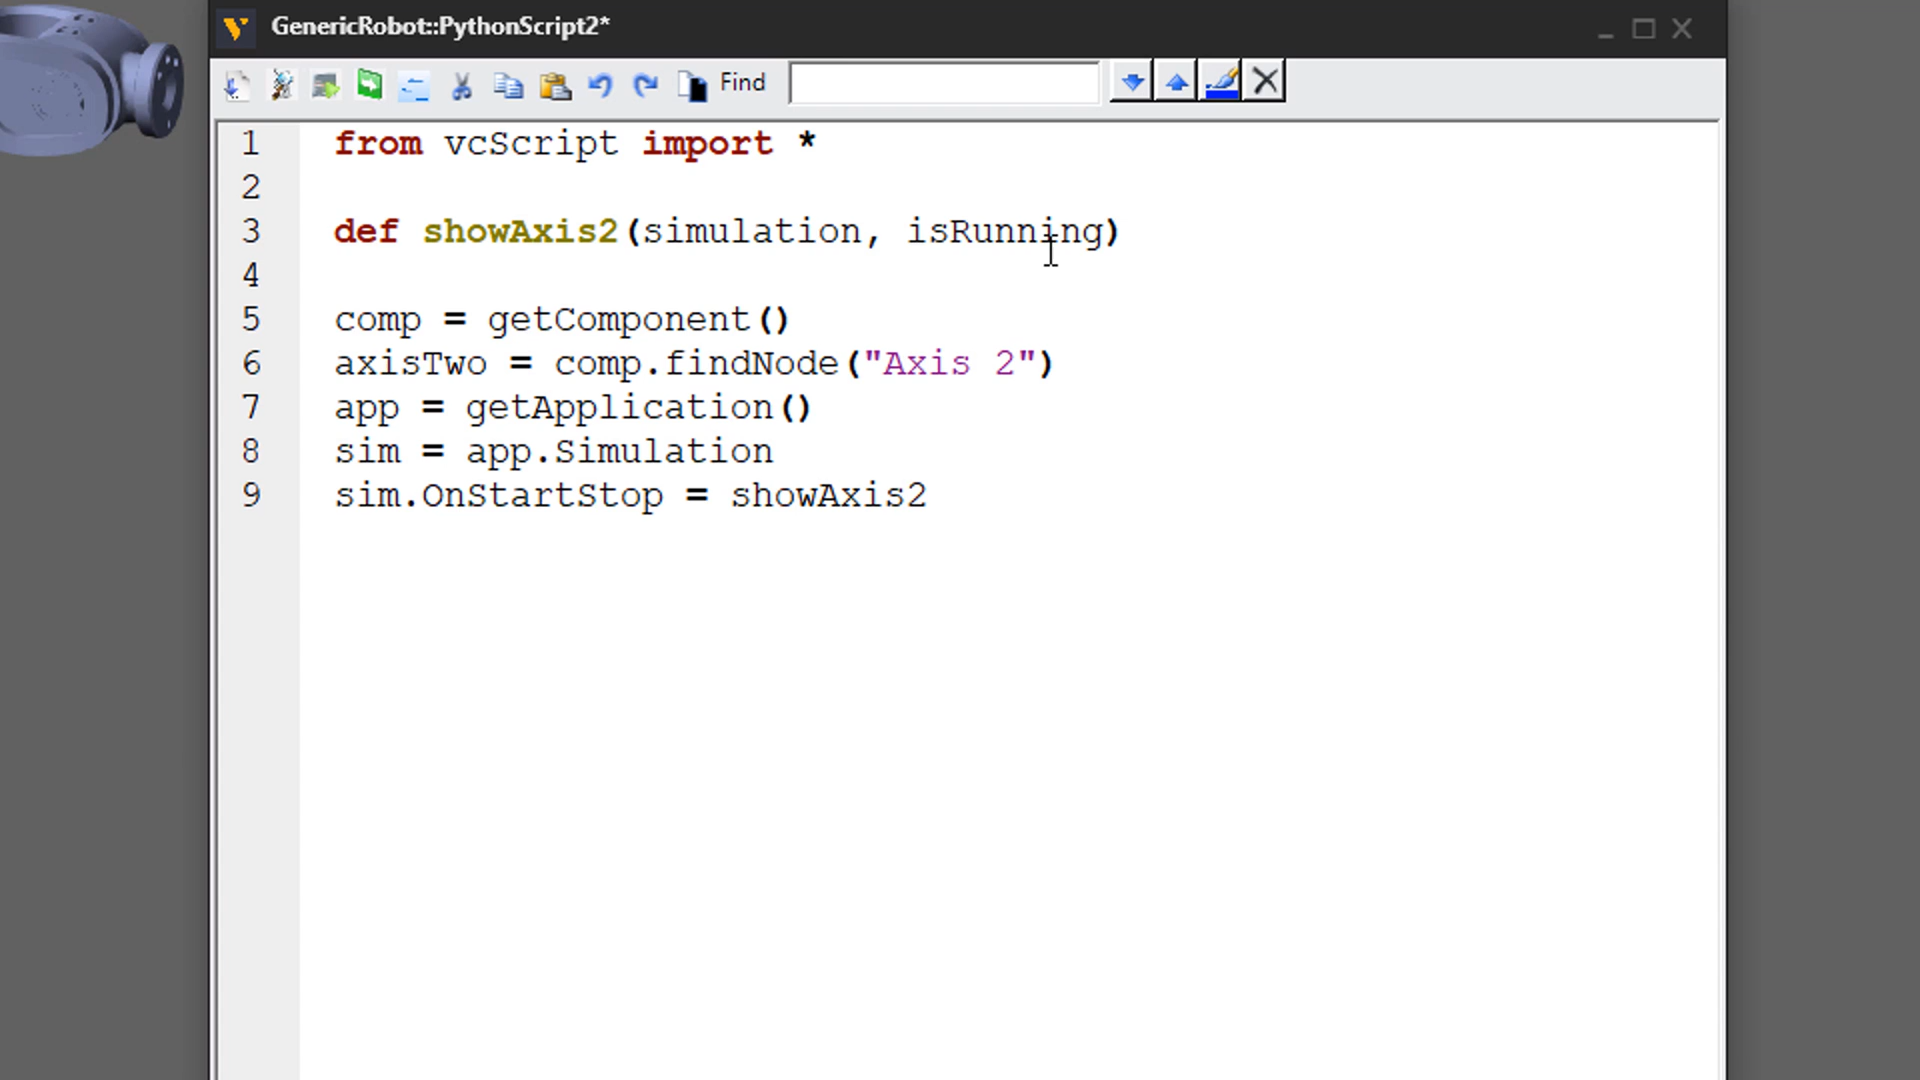 GenericRobot::PythonScript2*
Find
1 from vcScript import *
2
3 def showAxis2(simulation, isRunning)
4
5 comp = getComponent()
6 axisTwo = comp.findNode("Axis 2")
7 app = getApplication()
8 sim = app.Simulation
9 sim.OnStartStop = showAxis2